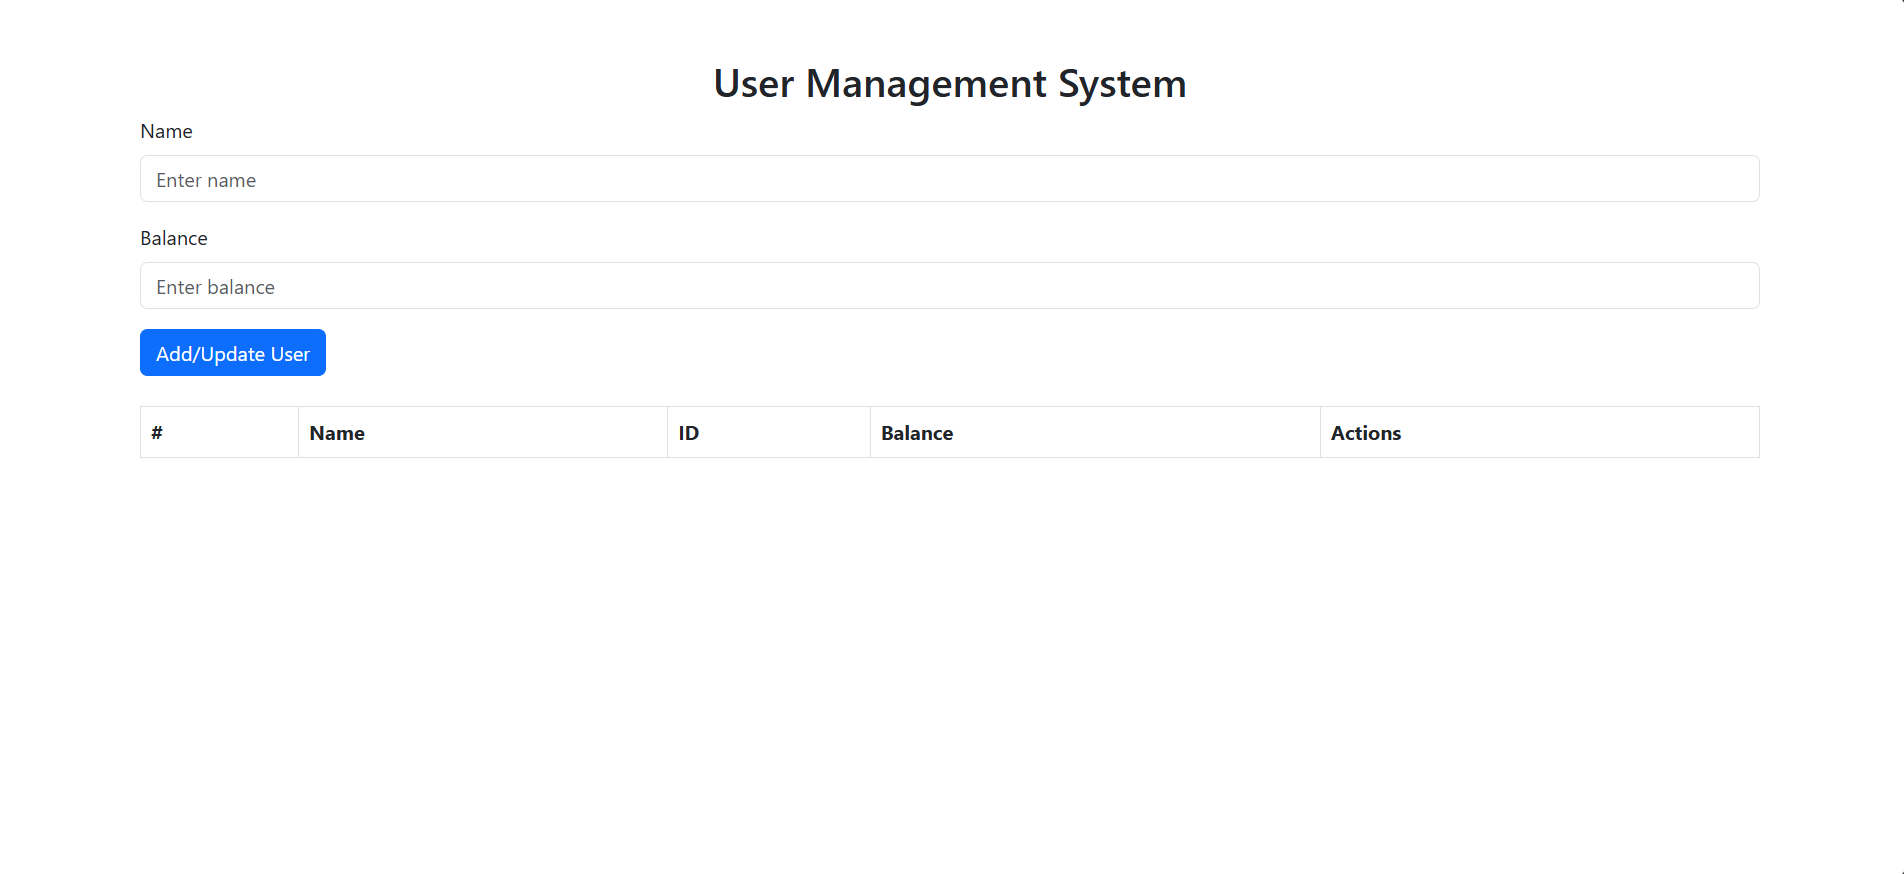 User Management System
Name
Enter name
Balance
Enter balance
Add/Update User
# Name ID Balance Actions